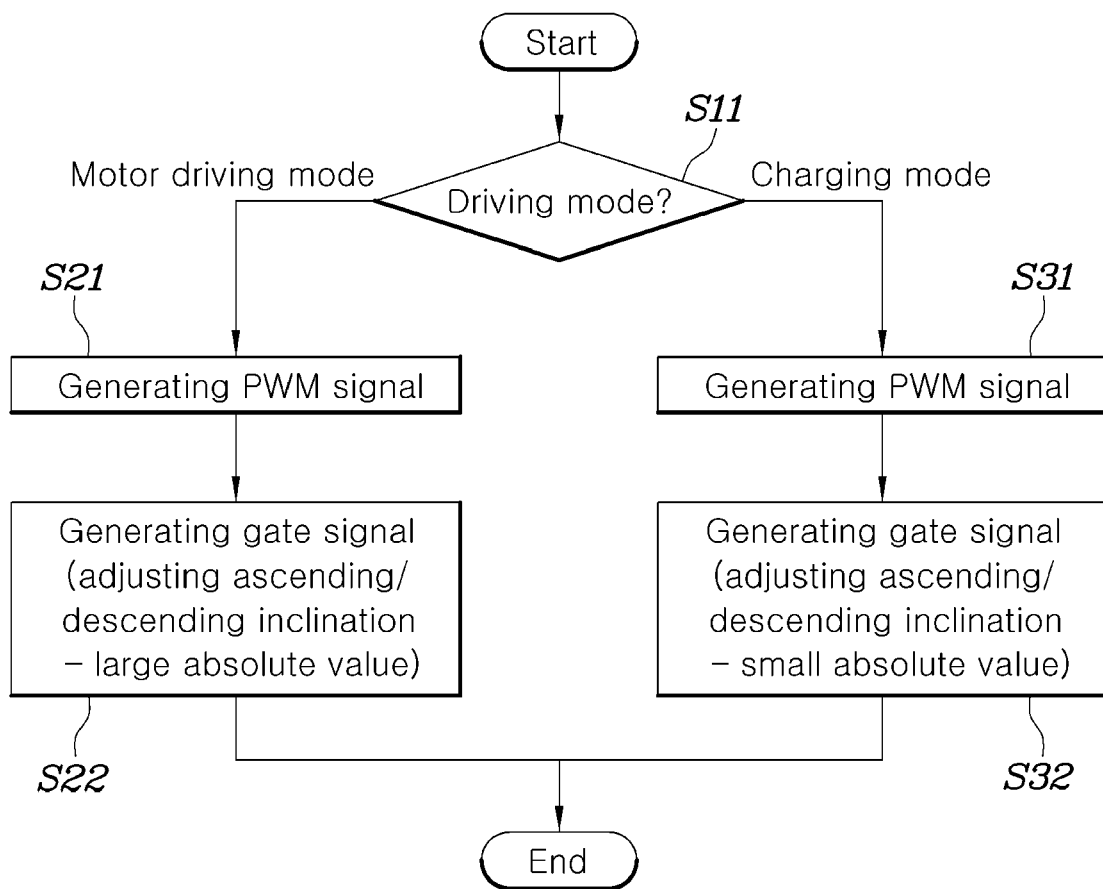 Start
S11
Motor driving mode
Driving mode?
Charging mode
S21
S31
Generating PWM signal
Generating PWM signal
Generating gate signal
(adjusting ascending/
descending inclination
– large absolute value)
Generating gate signal
(adjusting ascending/
descending inclination
– small absolute value)
S22
S32
End